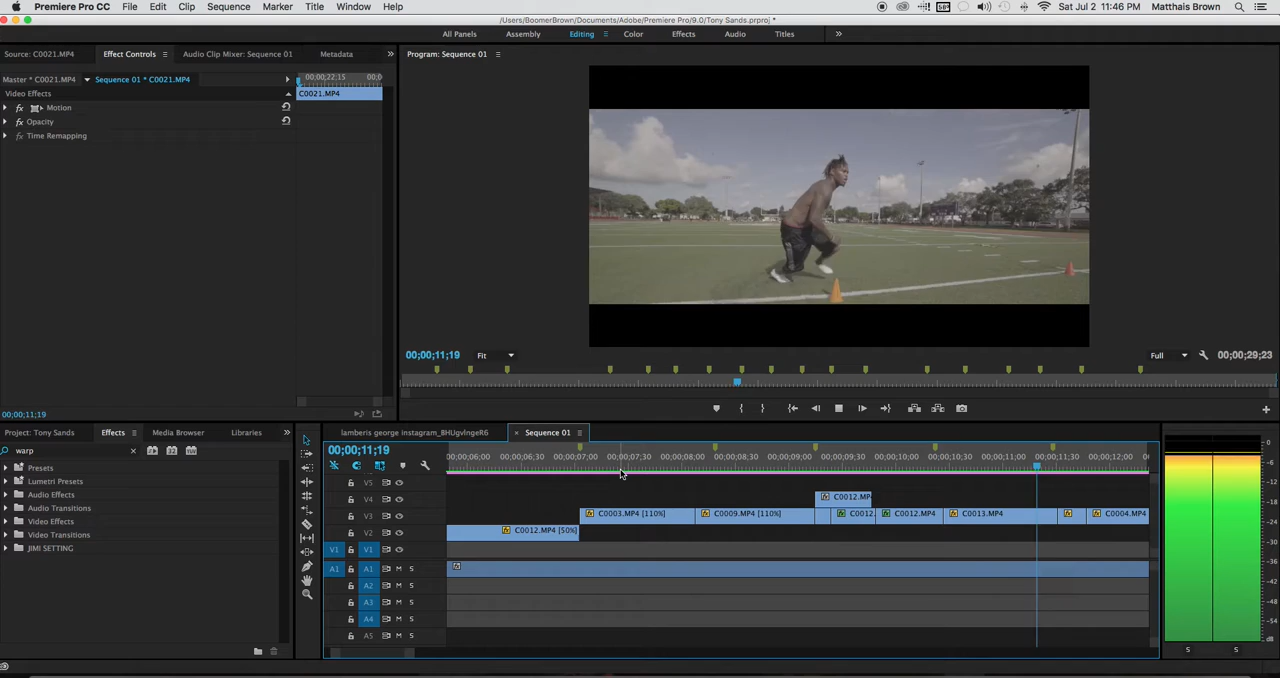 Premiere Pro CC File Edit Clip Sequence Marker Title Window Help Sat Jul 2 11:46 PM Matthais Brown
/Users/BoomerBrown/Documents/Adobe/Premiere Pro/9.0/Tony Sands.prproj *
All Panels Assembly Editing Color Effects Audio Titles
Source: C0021.MP4 Effect Controls Audio Clip Mixer: Sequence 01 Metadata
Program: Sequence 01
Master * C0021.MP4 Sequence 01 * C0021.MP4
00;00;22;15 00;0
Video Effects
C0021.MP4
fx Motion
fx Opacity
fx Time Remapping
00;00;11;19 Fit Full 00;00;29;23
00;00;11;19
Project: Tony Sands Effects Media Browser Libraries
warp
Presets
Lumetri Presets
Audio Effects
Audio Transitions
Video Effects
Video Transitions
JIMI SETTING
lamberis george instagram_BHUgvIngeR6 × Sequence 01
00;00;11;19
00;00;06;00 00;00;06;30 00;00;07;00 00;00;07;30 00;00;08;00 00;00;08;30 00;00;09;00 00;00;09;30 00;00;10;00 00;00;10;30 00;00;11;00 00;00;11;30 00;00;12;00
V5
V4 C0012.MP4
V3 C0003.MP4 [110%] C0009.MP4 [110%] C0012. C0012.MP4 C0013.MP4 C0004.MP4
V2 C0012.MP4 [50%]
V1 V1
A1 A1 M S
A2 M S
A3 M S
A4 M S
A5 M S
0
-6
-12
-18
-24
-30
-36
-42
-48
-54
dB
S S